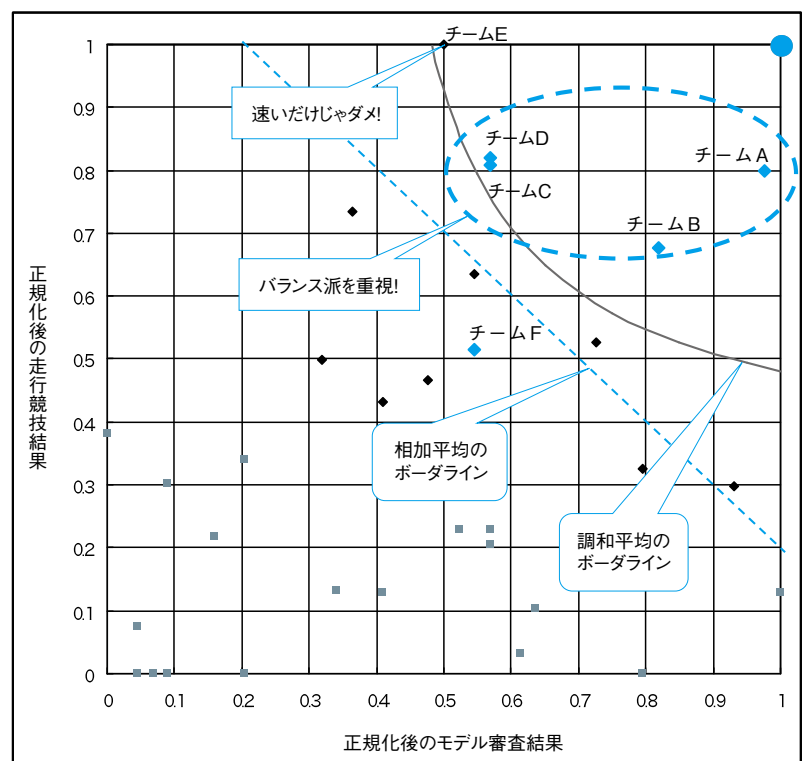 チームE
速いだけじゃダメ!
チームD
チームA
チームC
チームB
バランス派を重視!
チームF
相加平均の
ボーダライン
調和平均の
ボーダライン
正規化後の走行競技結果
1
0.9
0.8
0.7
0.6
0.5
0.4
0.3
0.2
0.1
0
0 0.1 0.2 0.3 0.4 0.5 0.6 0.7 0.8 0.9 1
正規化後のモデル審査結果